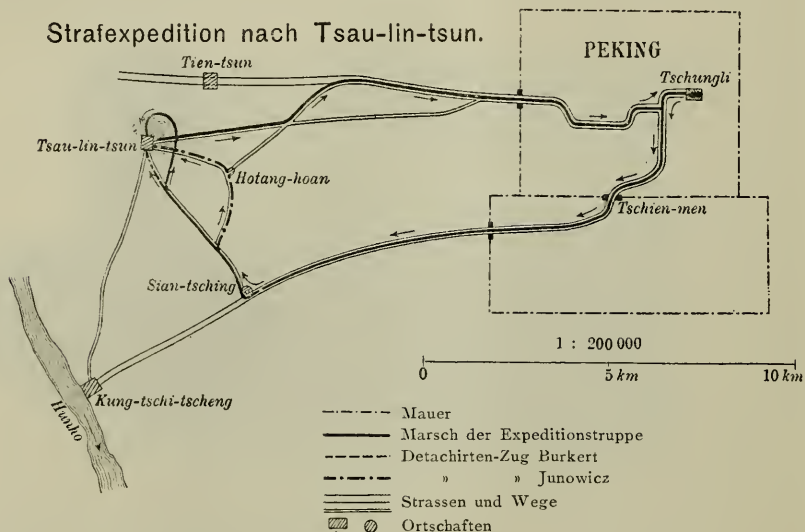 Strafexpedition nach Tsau-lin-tsun.
Tien-tsun
PEKING
Tschungli
Tsau-lin-tsun
Hotang-hoan
Tschien-men
Sian-tsching
1 : 200 000
0 5 km 10 km
Kung-tschi-tscheng
Hunho
Mauer
Marsch der Expeditionstruppe
Detachirten-Zug Burkert
» » Junowicz
Strassen und Wege
Ortschaften